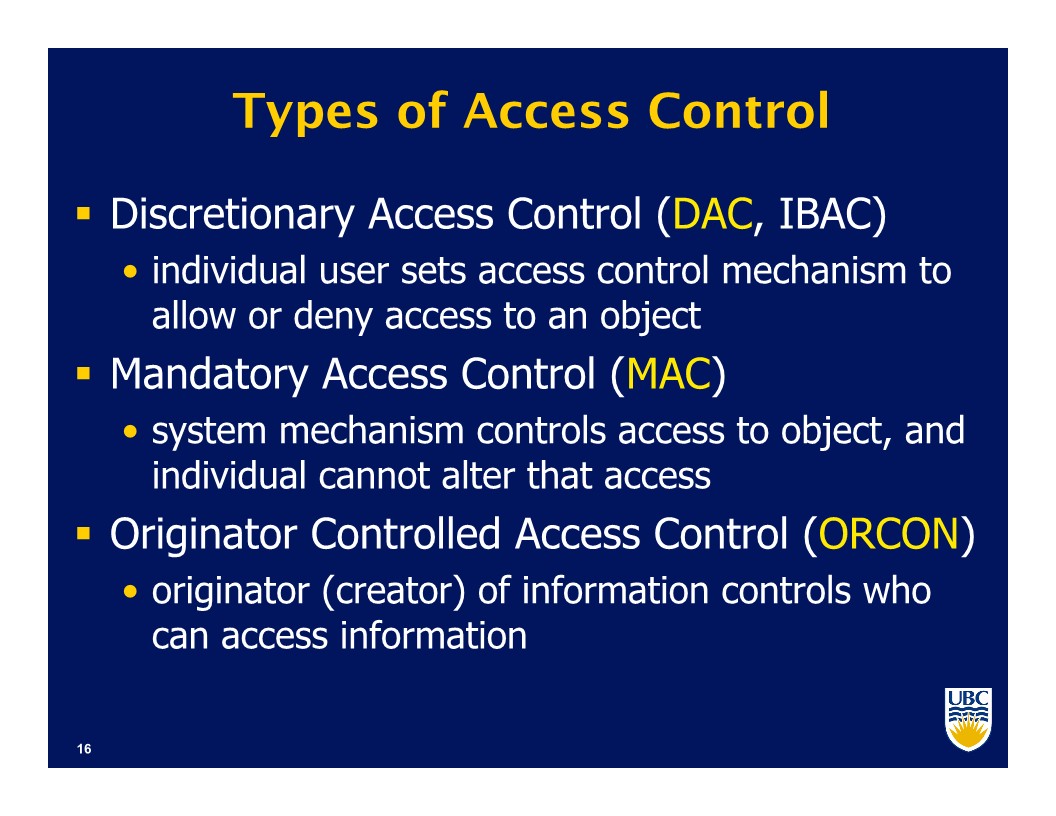 Types of Access Control
▪ Discretionary Access Control (DAC, IBAC)
• individual user sets access control mechanism to
allow or deny access to an object
▪ Mandatory Access Control (MAC)
• system mechanism controls access to object, and
individual cannot alter that access
▪ Originator Controlled Access Control (ORCON)
• originator (creator) of information controls who
can access information
UBC
16